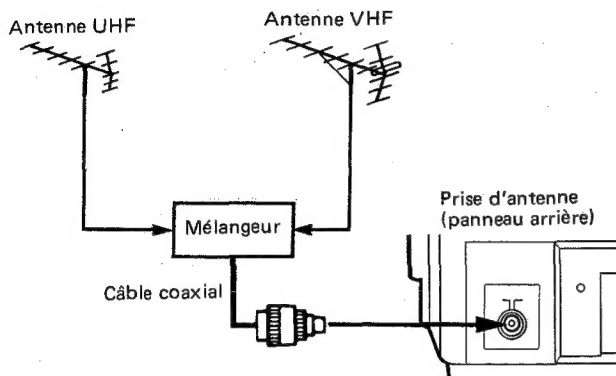 Antenne UHF
Antenne VHF
Mélangeur
Prise d'antenne
(panneau arrière)
Câble coaxial